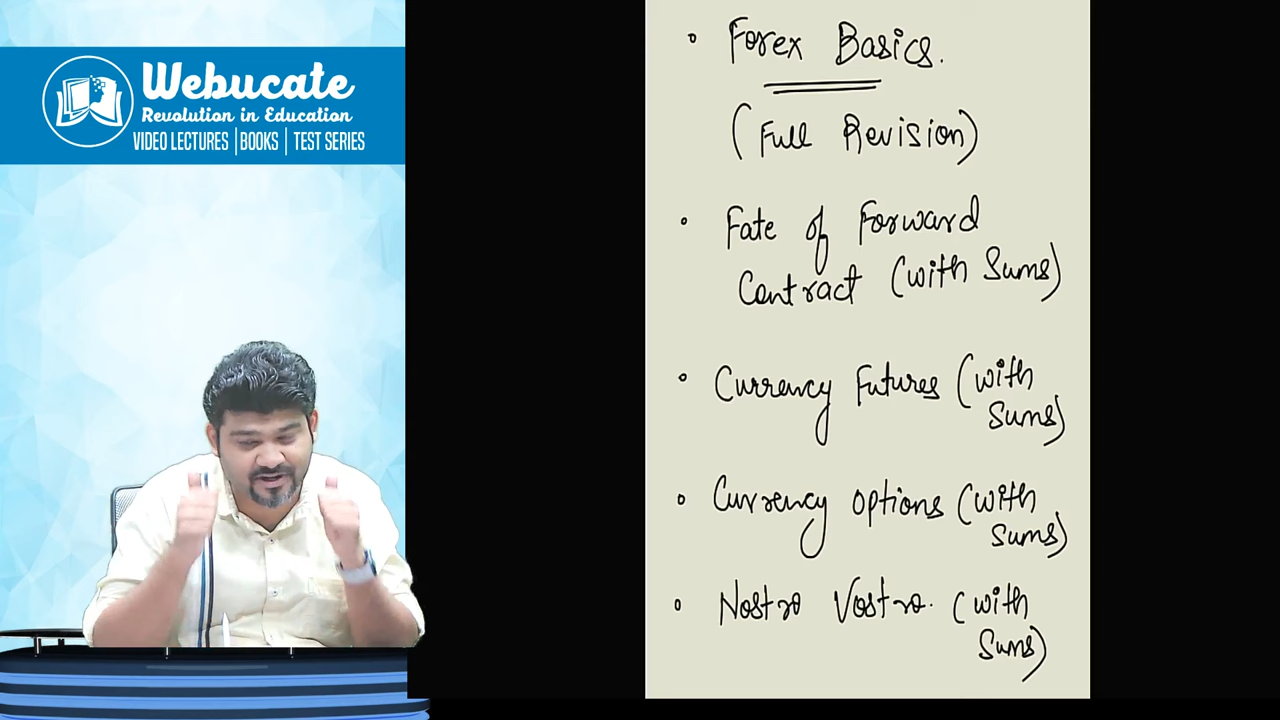 Webucate
Revolution in Education
VIDEO LECTURES | BOOKS | TEST SERIES
• Forex Basics.
(Full Revision)
• Fate of Forward
Contract (with Sums)
• Currency Futures (with
Sums)
• Currency options (with
Sums)
• Nostro Vostro. (with
Sums)